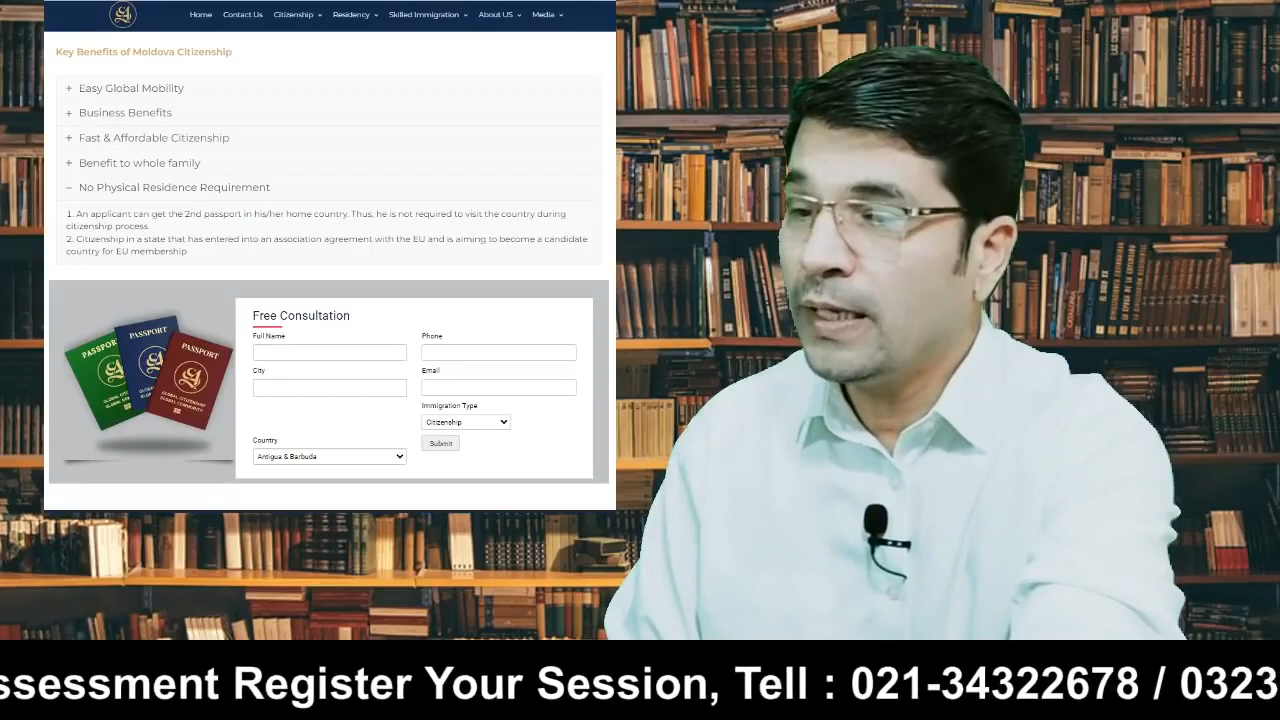 Home Contact Us Citizenship Residency Skilled Immigration About US Media
Key Benefits of Moldova Citizenship
+ Easy Global Mobility
+ Business Benefits
+ Fast & Affordable Citizenship
+ Benefit to whole family
− No Physical Residence Requirement
1. An applicant can get the 2nd passport in his/her home country. Thus, he is not required to visit the country during
citizenship process.
2. Citizenship in a state that has entered into an association agreement with the EU and is aiming to become a candidate
country for EU membership
PASSPORT
PASSPORT
GLOBAL CITIZENSHIP
GLOBAL COMMUNITY
Free Consultation
Full Name Phone
City Email
Immigration Type
Citizenship
Country Submit
Antigua & Barbuda
ssessment Register Your Session, Tell : 021-34322678 / 0323